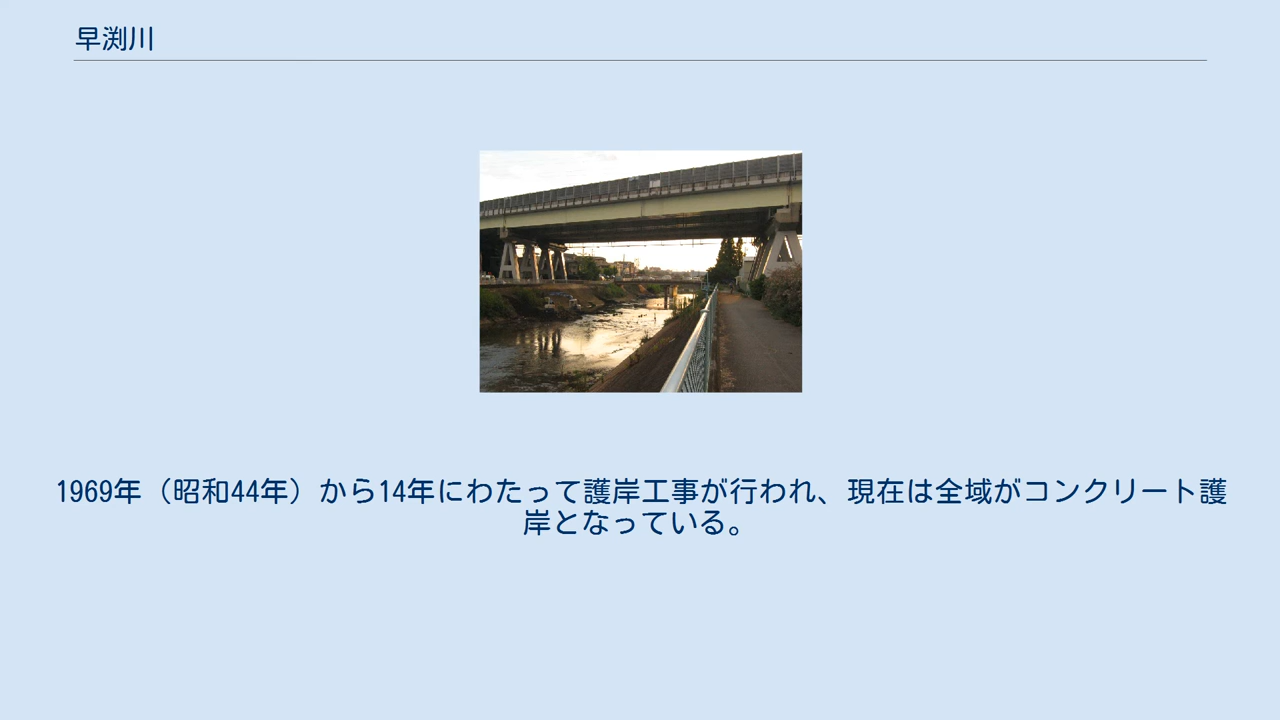 早渕川
1969年（昭和44年）から14年にわたって護岸工事が行われ、現在は全域がコンクリート護
岸となっている。